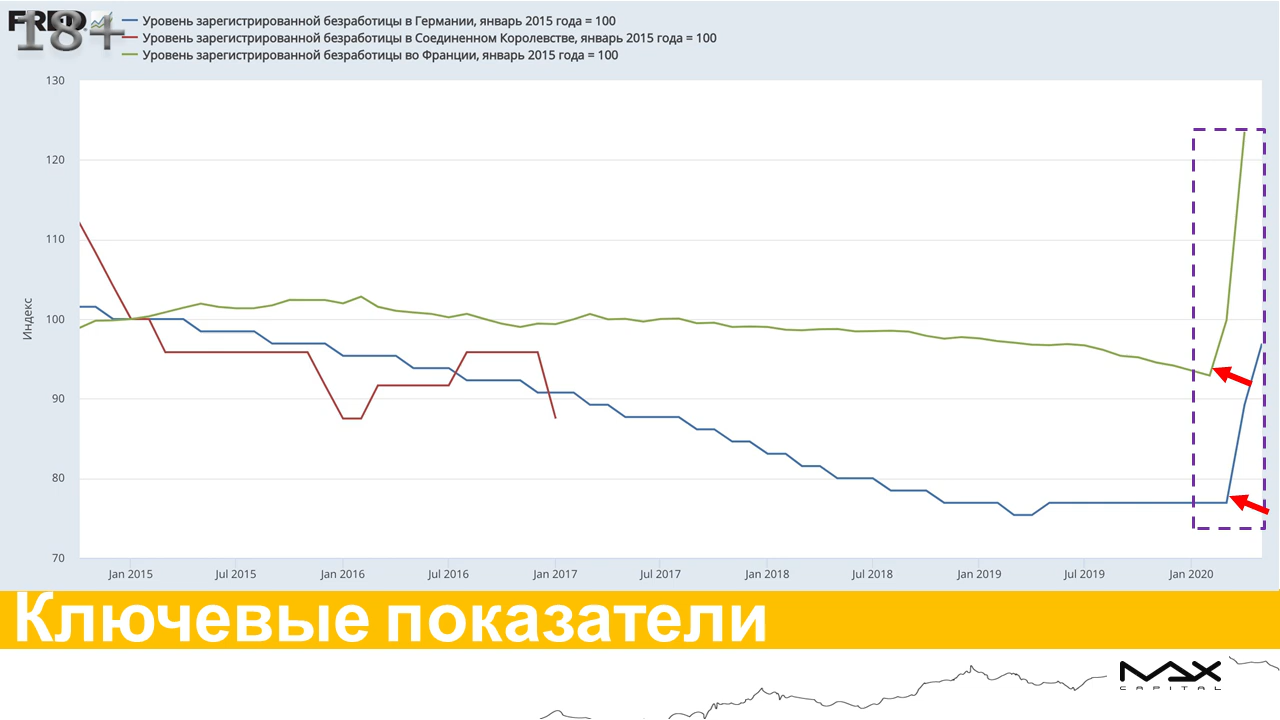 FRED
18+
Уровень зарегистрированной безработицы в Германии, январь 2015 года = 100
Уровень зарегистрированной безработицы в Соединенном Королевстве, январь 2015 года = 100
Уровень зарегистрированной безработицы во Франции, январь 2015 года = 100
130
120
110
100
90
80
70
Индекс
Jan 2015 Jul 2015 Jan 2016 Jul 2016 Jan 2017 Jul 2017 Jan 2018 Jul 2018 Jan 2019 Jul 2019 Jan 2020
Ключевые показатели
MAX
CAPITAL